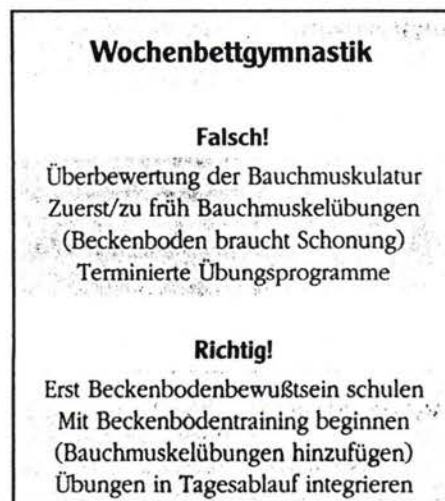 Wochenbettgymnastik
Falsch!
Überbewertung der Bauchmuskulatur
Zuerst/zu früh Bauchmuskelübungen
(Beckenboden braucht Schonung)
Terminierte Übungsprogramme
Richtig!
Erst Beckenbodenbewußtsein schulen
Mit Beckenbodentraining beginnen
(Bauchmuskelübungen hinzufügen)
Übungen in Tagesablauf integrieren